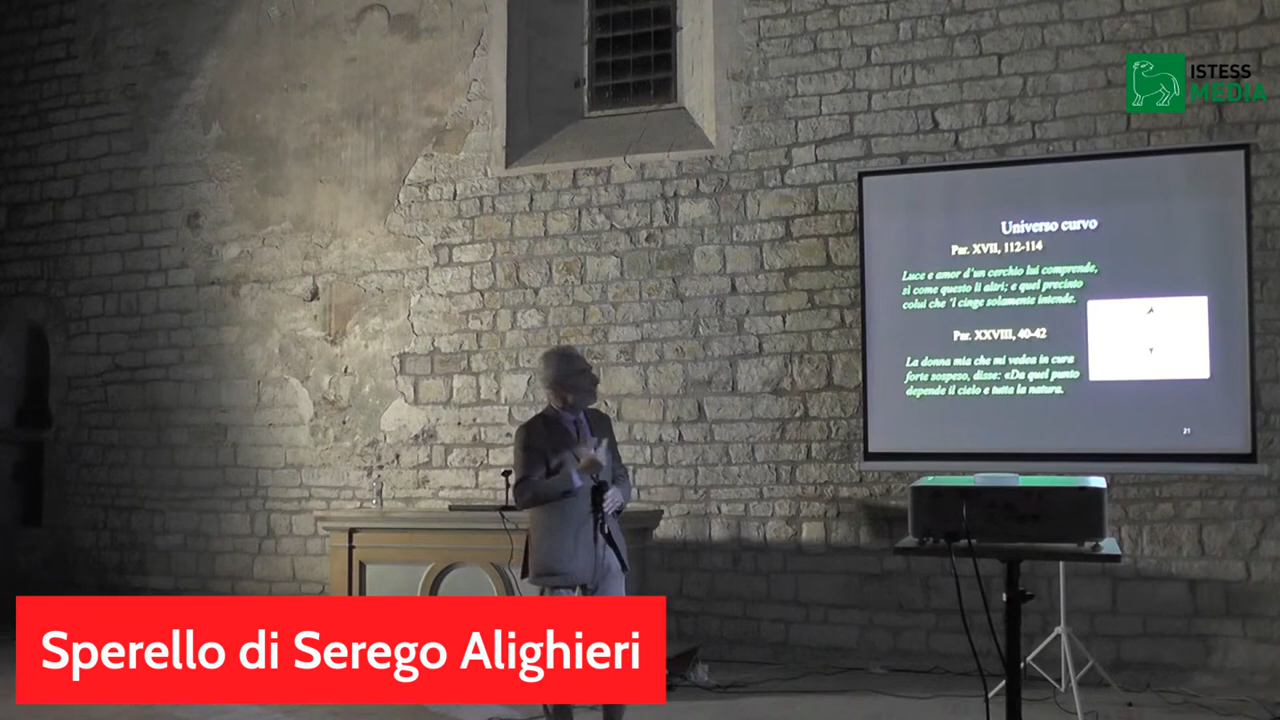 ISTESS
MEDIA
Universo curvo
Par. XVII, 112-114
Luce e amor d'un cerchio lui comprende,
sì come questo li altri; e quel precinto
colui che 'l cinge solamente intende.
Par. XXVIII, 40-42
La donna mia che mi vedea in cura
forte sospeso, disse: «Da quel punto
depende il cielo e tutta la natura.
21
Sperello di Serego Alighieri